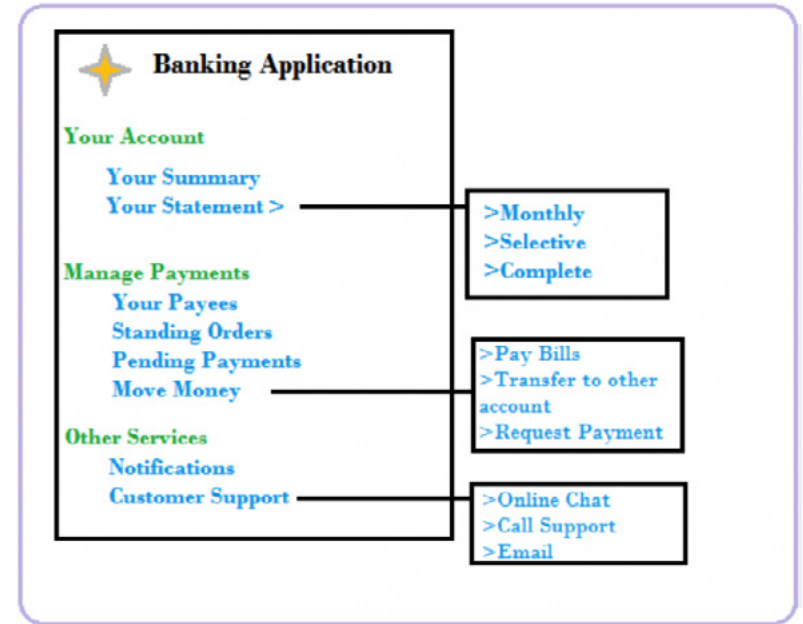 Banking Application
Your Account
Your Summary
Your Statement >
>Monthly
>Selective
>Complete
Manage Payments
Your Payees
Standing Orders
Pending Payments
Move Money
>Pay Bills
>Transfer to other
account
>Request Payment
Other Services
Notifications
Customer Support
>Online Chat
>Call Support
>Email